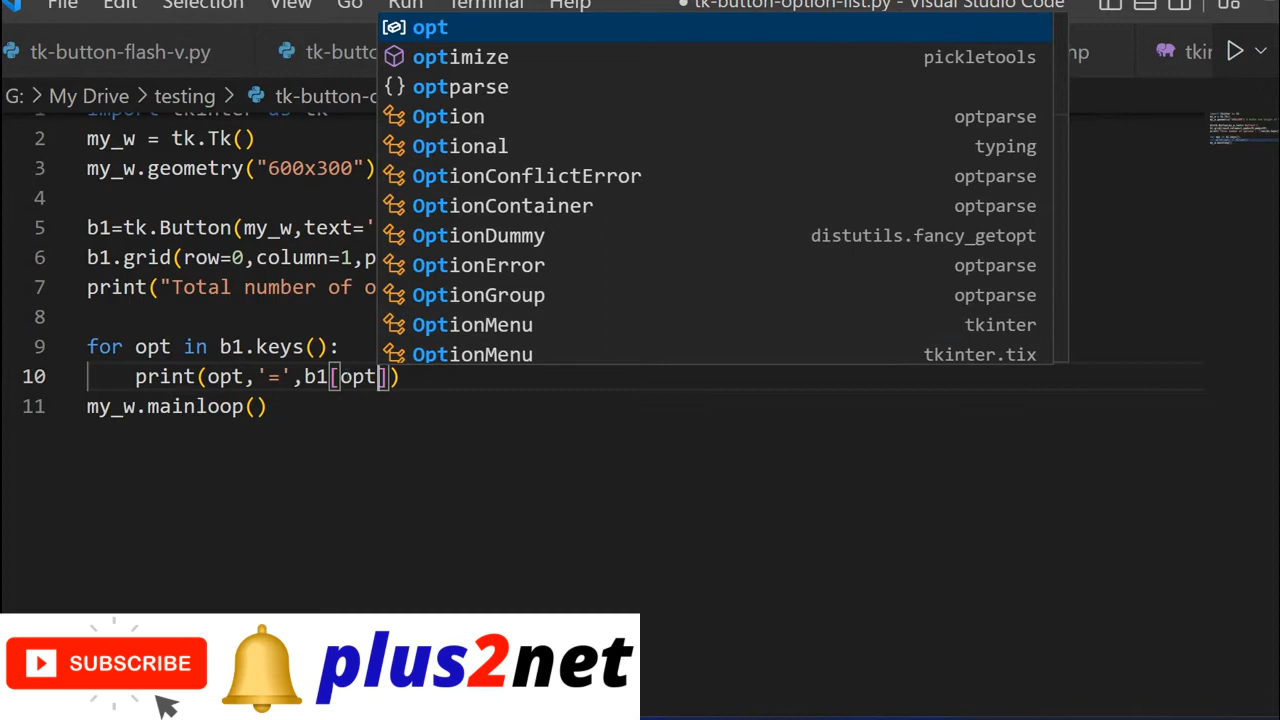 File Edit Selection View Go Run Terminal Help tk-button-option-list.py - Visual Studio Code
tk-button-flash-v.py
G: > My Drive > testing >
import tkinter as tk
2 my_w = tk.Tk()
3 my_w.geometry("600x300")
4
5 b1=tk.Button(my_w,text='
6 b1.grid(row=0,column=1,p
7 print("Total number of o
8
9 for opt in b1.keys():
10 print(opt,'=',b1[opt])
11 my_w.mainloop()
opt
optimize pickletools
optparse
Option optparse
Optional typing
OptionConflictError optparse
OptionContainer optparse
OptionDummy distutils.fancy_getopt
OptionError optparse
OptionGroup optparse
OptionMenu tkinter
OptionMenu tkinter.tix
SUBSCRIBE
plus2net